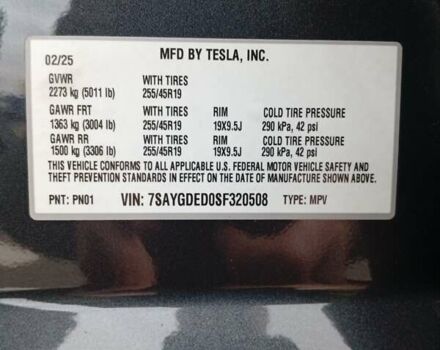 MFD BY TESLA, INC.
02/25
GVWR WITH TIRES
2273 kg (5011 lb) 255/45R19
GAWR FRT WITH TIRES RIM COLD TIRE PRESSURE
1363 kg (3004 lb) 255/45R19 19X9.5J 290 kPa, 42 psi
GAWR RR WITH TIRES RIM COLD TIRE PRESSURE
1500 kg (3306 lb) 255/45R19 19X9.5J 290 kPa, 42 psi
THIS VEHICLE CONFORMS TO ALL APPLICABLE U.S. FEDERAL MOTOR VEHICLE SAFETY AND
THEFT PREVENTION STANDARDS IN EFFECT ON THE DATE OF MANUFACTURE SHOWN ABOVE.
PNT: PN01 VIN: 7SAYGDED0SF320508 TYPE: MPV